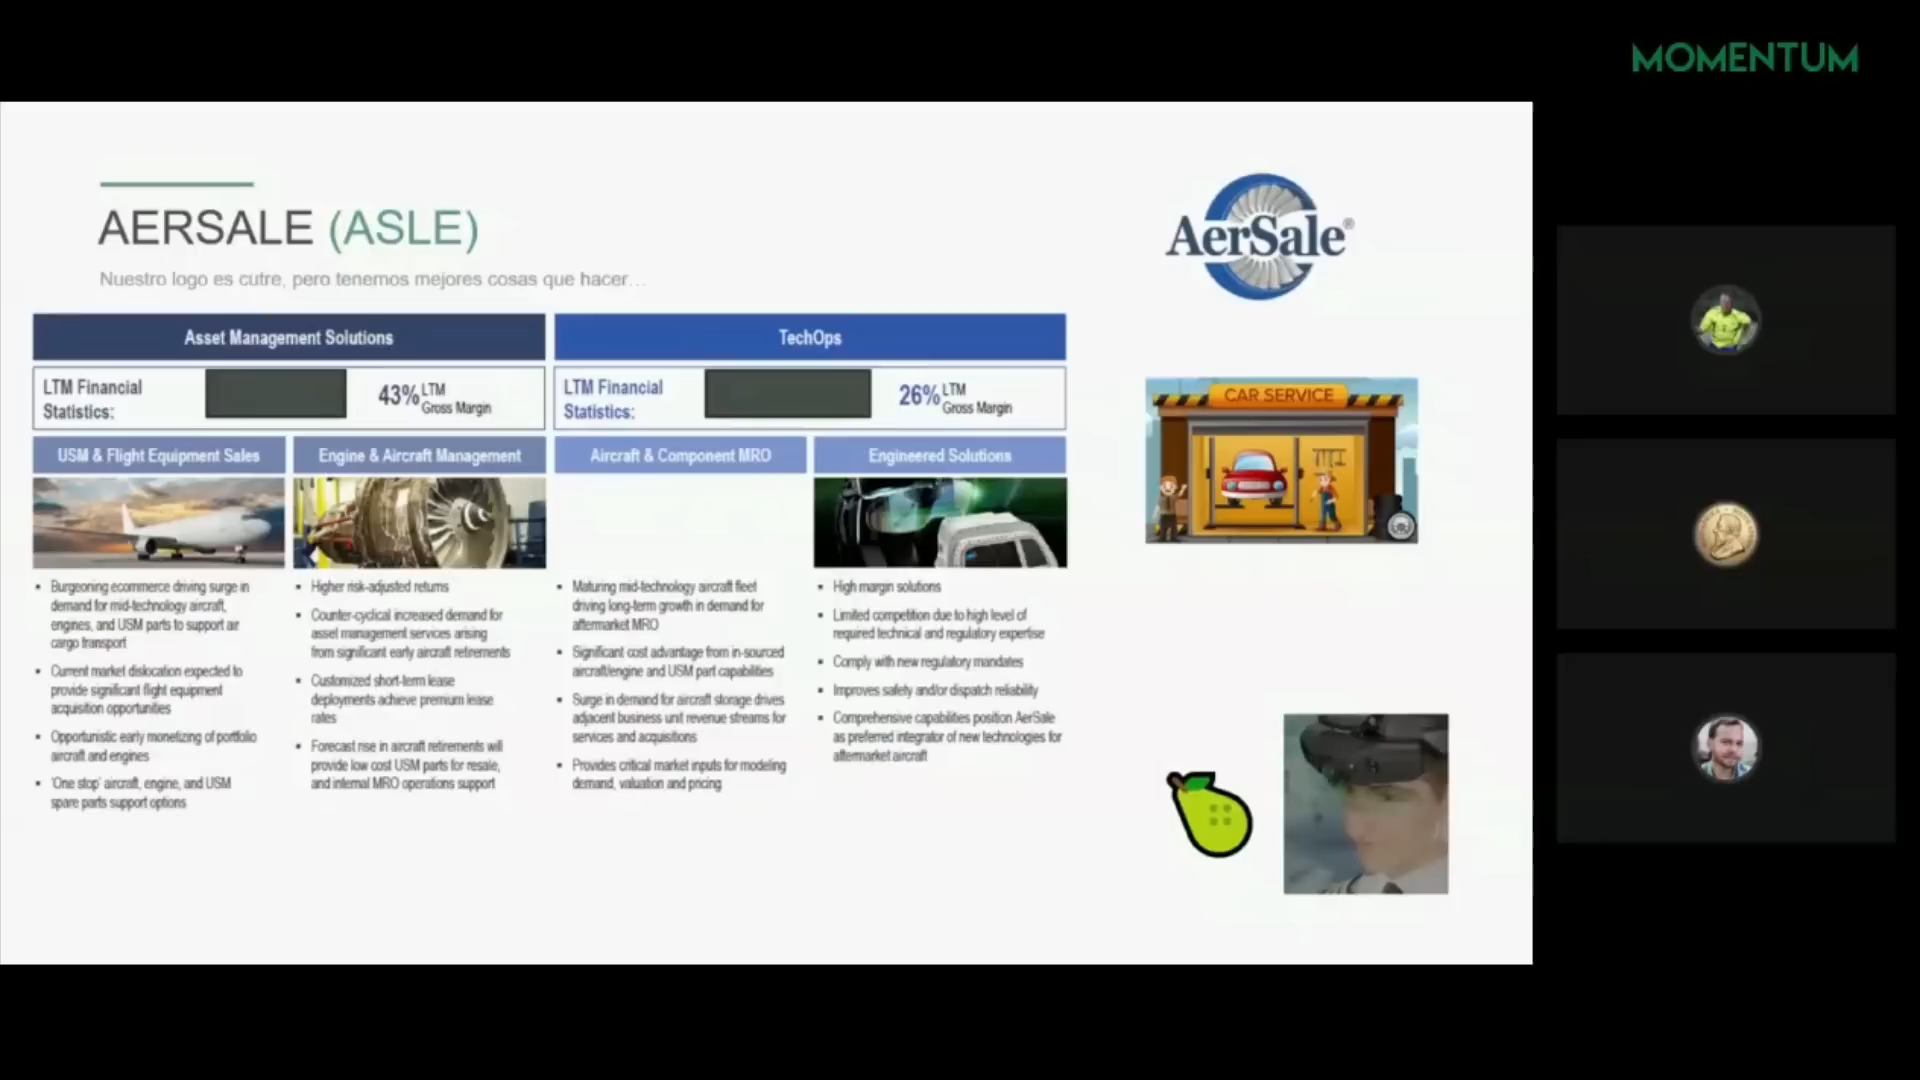 MOMENTUM
AERSALE (ASLE)
Nuestro logo es cutre, pero tenemos mejores cosas que hacer…
AerSale®
Asset Management Solutions
LTM Financial
Statistics:
43% LTM
Gross Margin
TechOps
LTM Financial
Statistics:
26% LTM
Gross Margin
USM & Flight Equipment Sales
▪ Burgeoning ecommerce driving surge in
demand for mid-technology aircraft,
engines, and USM parts to support air
cargo transport
▪ Current market dislocation expected to
provide significant flight equipment
acquisition opportunities
▪ Opportunistic early monetizing of portfolio
aircraft and engines
▪ 'One stop' aircraft, engine, and USM
spare parts support options
Engine & Aircraft Management
▪ Higher risk-adjusted returns
▪ Counter-cyclical increased demand for
asset management services arising
from significant early aircraft retirements
▪ Customized short-term lease
deployments achieve premium lease
rates
▪ Forecast rise in aircraft retirements will
provide low cost USM parts for resale,
and internal MRO operations support
Aircraft & Component MRO
▪ Maturing mid-technology aircraft fleet
driving long-term growth in demand for
aftermarket MRO
▪ Significant cost advantage from in-sourced
aircraft/engine and USM part capabilities
▪ Surge in demand for aircraft storage drives
adjacent business unit revenue streams for
services and acquisitions
▪ Provides critical market inputs for modeling
demand, valuation and pricing
Engineered Solutions
▪ High margin solutions
▪ Limited competition due to high level of
required technical and regulatory expertise
▪ Comply with new regulatory mandates
▪ Improves safety and/or dispatch reliability
▪ Comprehensive capabilities position AerSale
as preferred integrator of new technologies for
aftermarket aircraft
CAR SERVICE